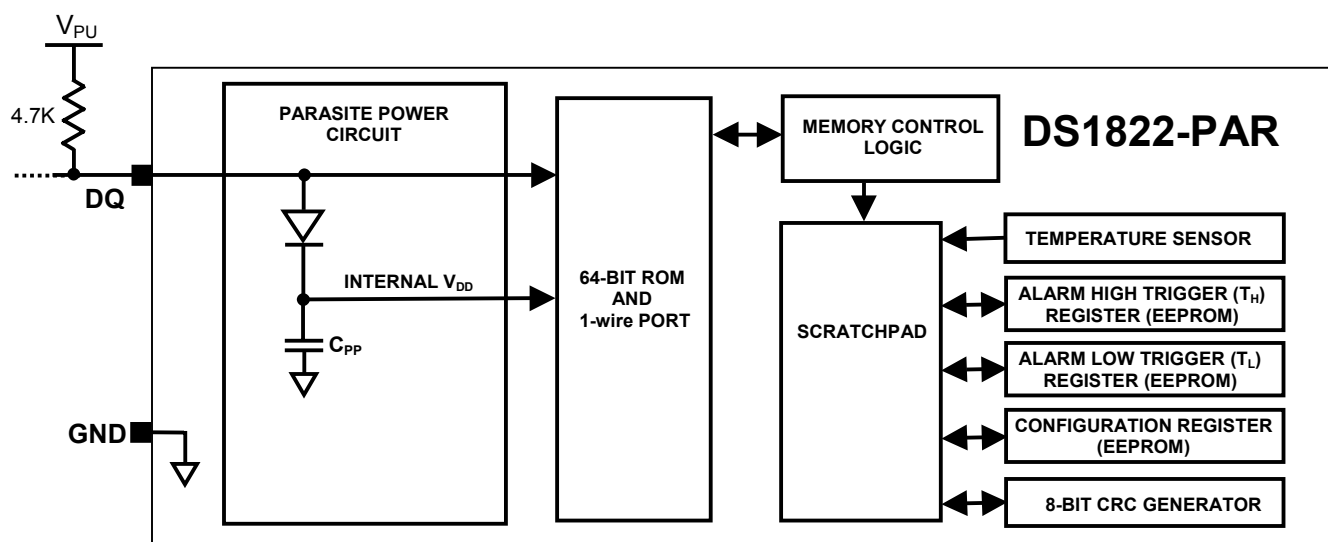 V_PU
4.7K
DQ
GND
PARASITE POWER
CIRCUIT
INTERNAL V_DD
C_PP
64-BIT ROM
AND
1-wire PORT
MEMORY CONTROL
LOGIC
DS1822-PAR
SCRATCHPAD
TEMPERATURE SENSOR
ALARM HIGH TRIGGER (T_H)
REGISTER (EEPROM)
ALARM LOW TRIGGER (T_L)
REGISTER (EEPROM)
CONFIGURATION REGISTER
(EEPROM)
8-BIT CRC GENERATOR